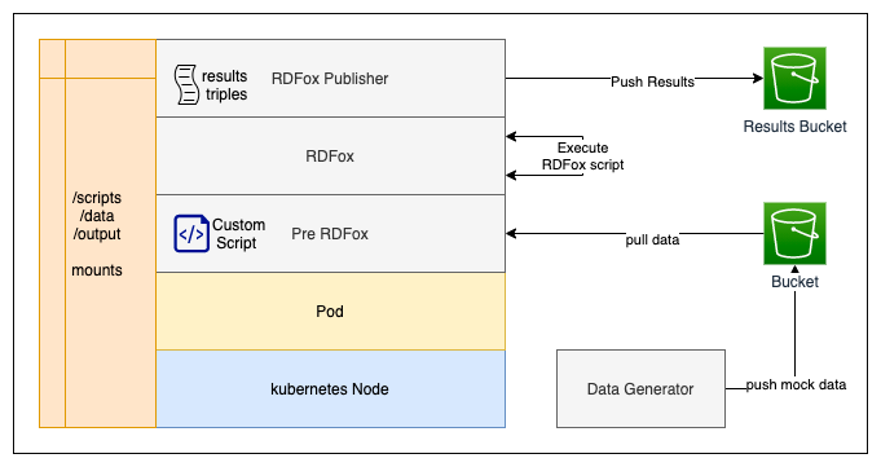 results
triples
RDFox Publisher
Push Results
Results Bucket
RDFox
Execute
RDFox script
/scripts
/data
/output
mounts
Custom
Script
Pre RDFox
pull data
Bucket
Pod
kubernetes Node
Data Generator
push mock data